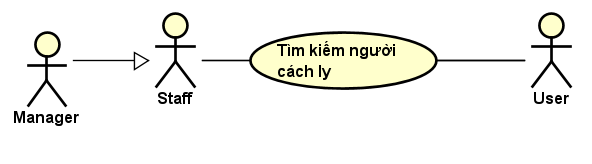 Tìm kiếm người
cách ly
Staff
User
Manager